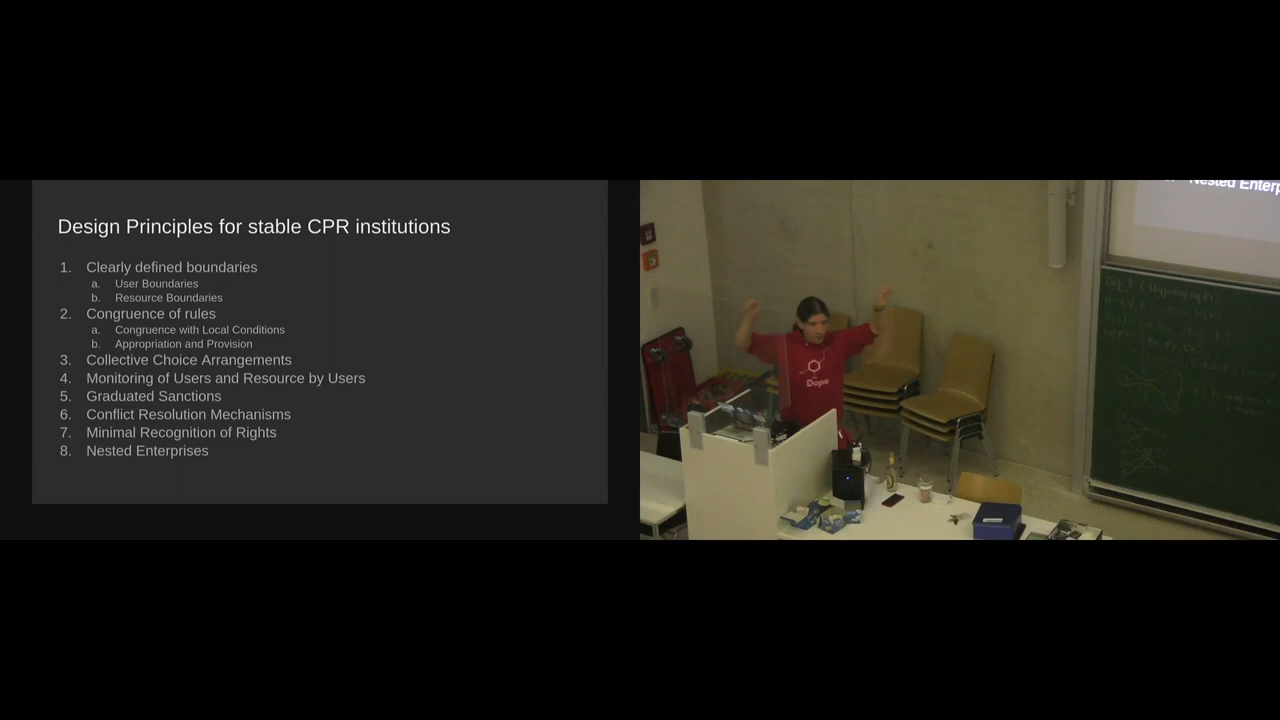 Design Principles for stable CPR institutions
1. Clearly defined boundaries
a. User Boundaries
b. Resource Boundaries
2. Congruence of rules
a. Congruence with Local Conditions
b. Appropriation and Provision
3. Collective Choice Arrangements
4. Monitoring of Users and Resource by Users
5. Graduated Sanctions
6. Conflict Resolution Mechanisms
7. Minimal Recognition of Rights
8. Nested Enterprises
Nested Enterp
Dope